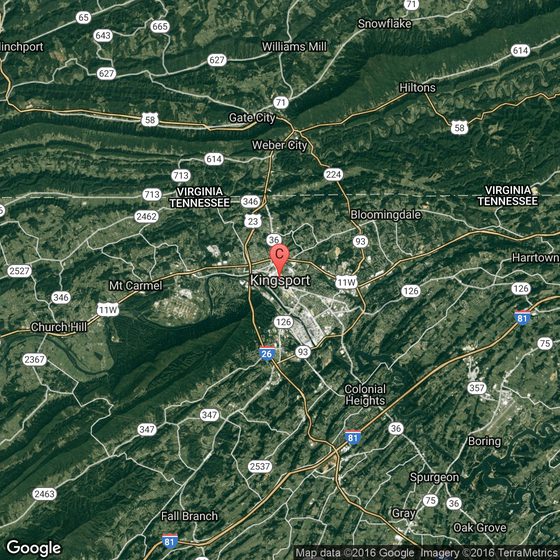 71
Snowflake
65
665
643
Williams Mill
627
614
627
Hiltons
71
58
Gate City
58
Weber City
614
713
224
713
VIRGINIA
TENNESSEE
346
VIRGINIA
TENNESSEE
65
2462
23
Bloomingdale
36
93
C
2527
Kingsport
11W
Harrtown
Mt Carmel
346
126
126
11W
Church Hill
126
81
75
2367
26
93
357
Colonial
Heights
347
347
36
81
Boring
2537
Spurgeon
2463
75
36
Fall Branch
Gray
Oak Grove
81
Google
Map data ©2016 Google Imagery ©2016 TerraMetrics